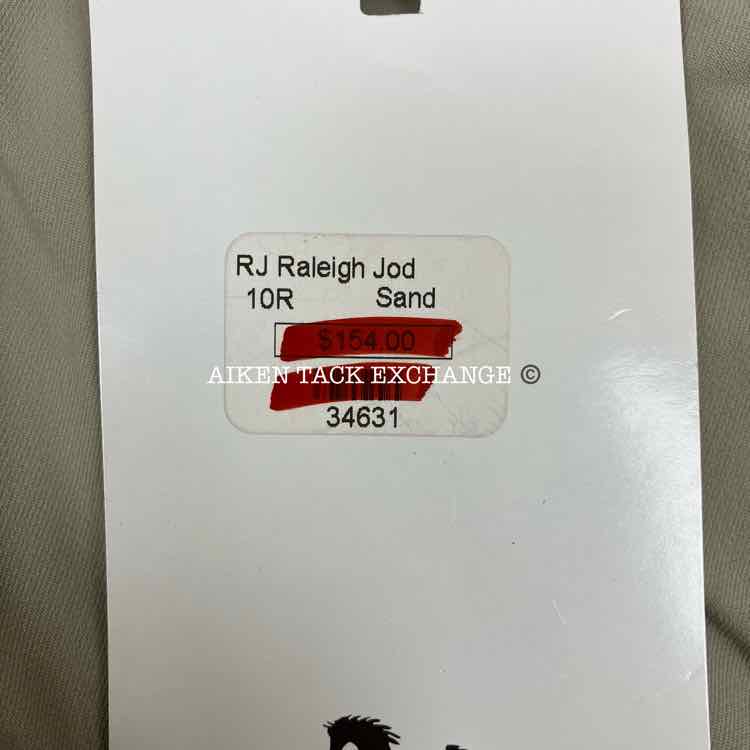 RJ Raleigh Jod
10R Sand
$154.00
AIKEN TACK EXCHANGE ©
34631